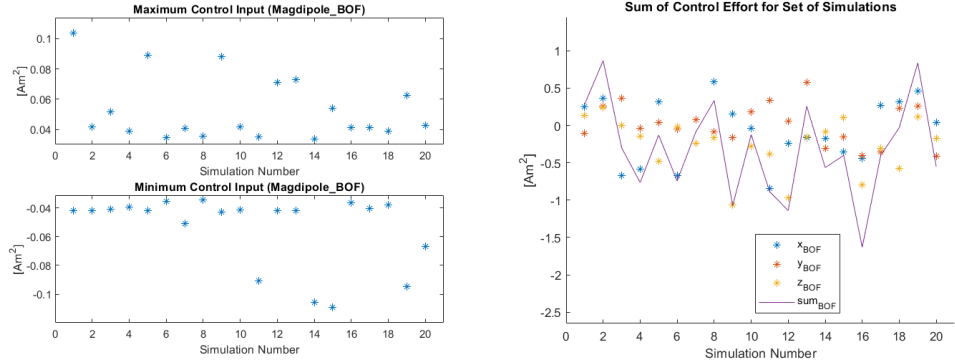 Maximum Control Input (Magdipole_BOF)
[Am²]
0.1
0.08
0.06
0.04
0 2 4 6 8 10 12 14 16 18 20
Simulation Number
Minimum Control Input (Magdipole_BOF)
[Am²]
-0.04
-0.06
-0.08
-0.1
0 2 4 6 8 10 12 14 16 18 20
Simulation Number
Sum of Control Effort for Set of Simulations
[Am²]
1
0.5
0
-0.5
-1
-1.5
-2
-2.5
x_BOF
y_BOF
z_BOF
sum_BOF
0 2 4 6 8 10 12 14 16 18 20
Simulation Number